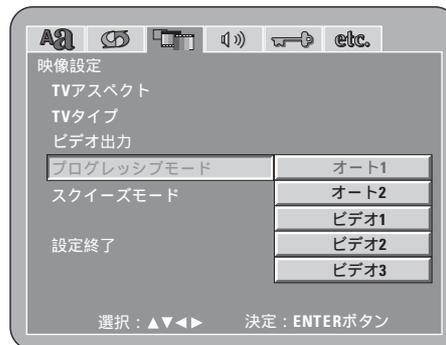 Aa etc.
映像設定
TVアスペクト
TVタイプ
ビデオ出力
プログレッシブモード オート1
スクイーズモード オート2
ビデオ1
設定終了 ビデオ2
ビデオ3
選択：▲▼◀▶ 決定：ENTERボタン